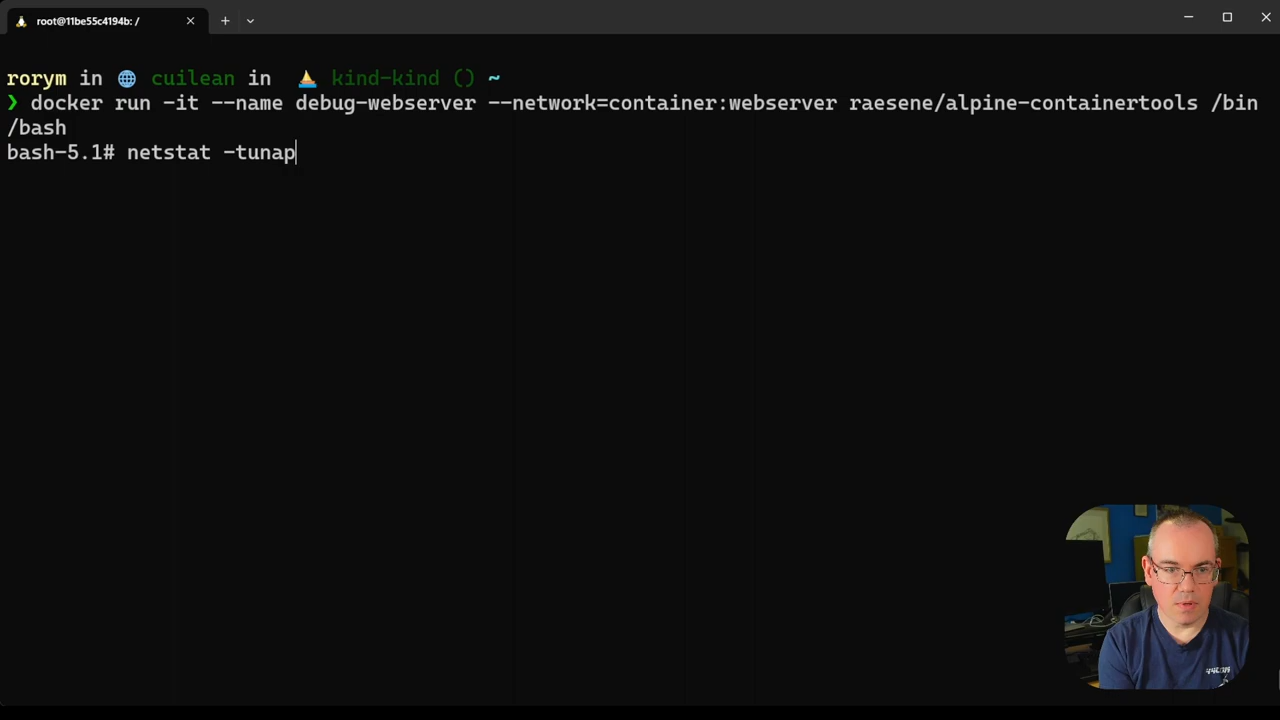 root@11be55c4194b: /
rorym in cuilean in kind-kind () ~
❯ docker run -it --name debug-webserver --network=container:webserver raesene/alpine-containertools /bin
/bash
bash-5.1# netstat -tunap